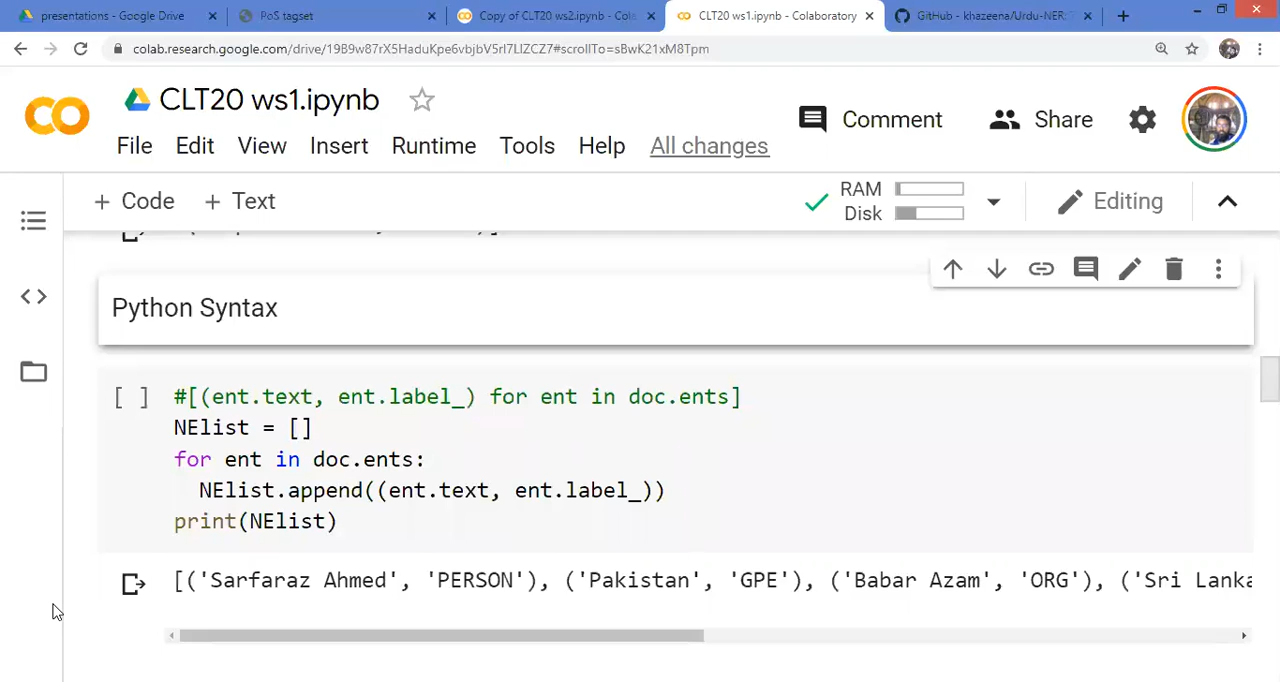 presentations - Google Drive
PoS tagset
Copy of CLT20 ws2.ipynb - Cola
CLT20 ws1.ipynb - Colaboratory
GitHub - khazeena/Urdu-NER:
colab.research.google.com/drive/19B9w87rX5HaduKpe6vbjbV5rI7LIZCZ7#scrollTo=sBwK21xM8Tpm
CLT20 ws1.ipynb
Comment
Share
File Edit View Insert Runtime Tools Help All changes
+ Code + Text
RAM
Disk
Editing
Python Syntax
[ ] #[(ent.text, ent.label_) for ent in doc.ents]
NElist = []
for ent in doc.ents:
NElist.append((ent.text, ent.label_))
print(NElist)
[('Sarfaraz Ahmed', 'PERSON'), ('Pakistan', 'GPE'), ('Babar Azam', 'ORG'), ('Sri Lanka